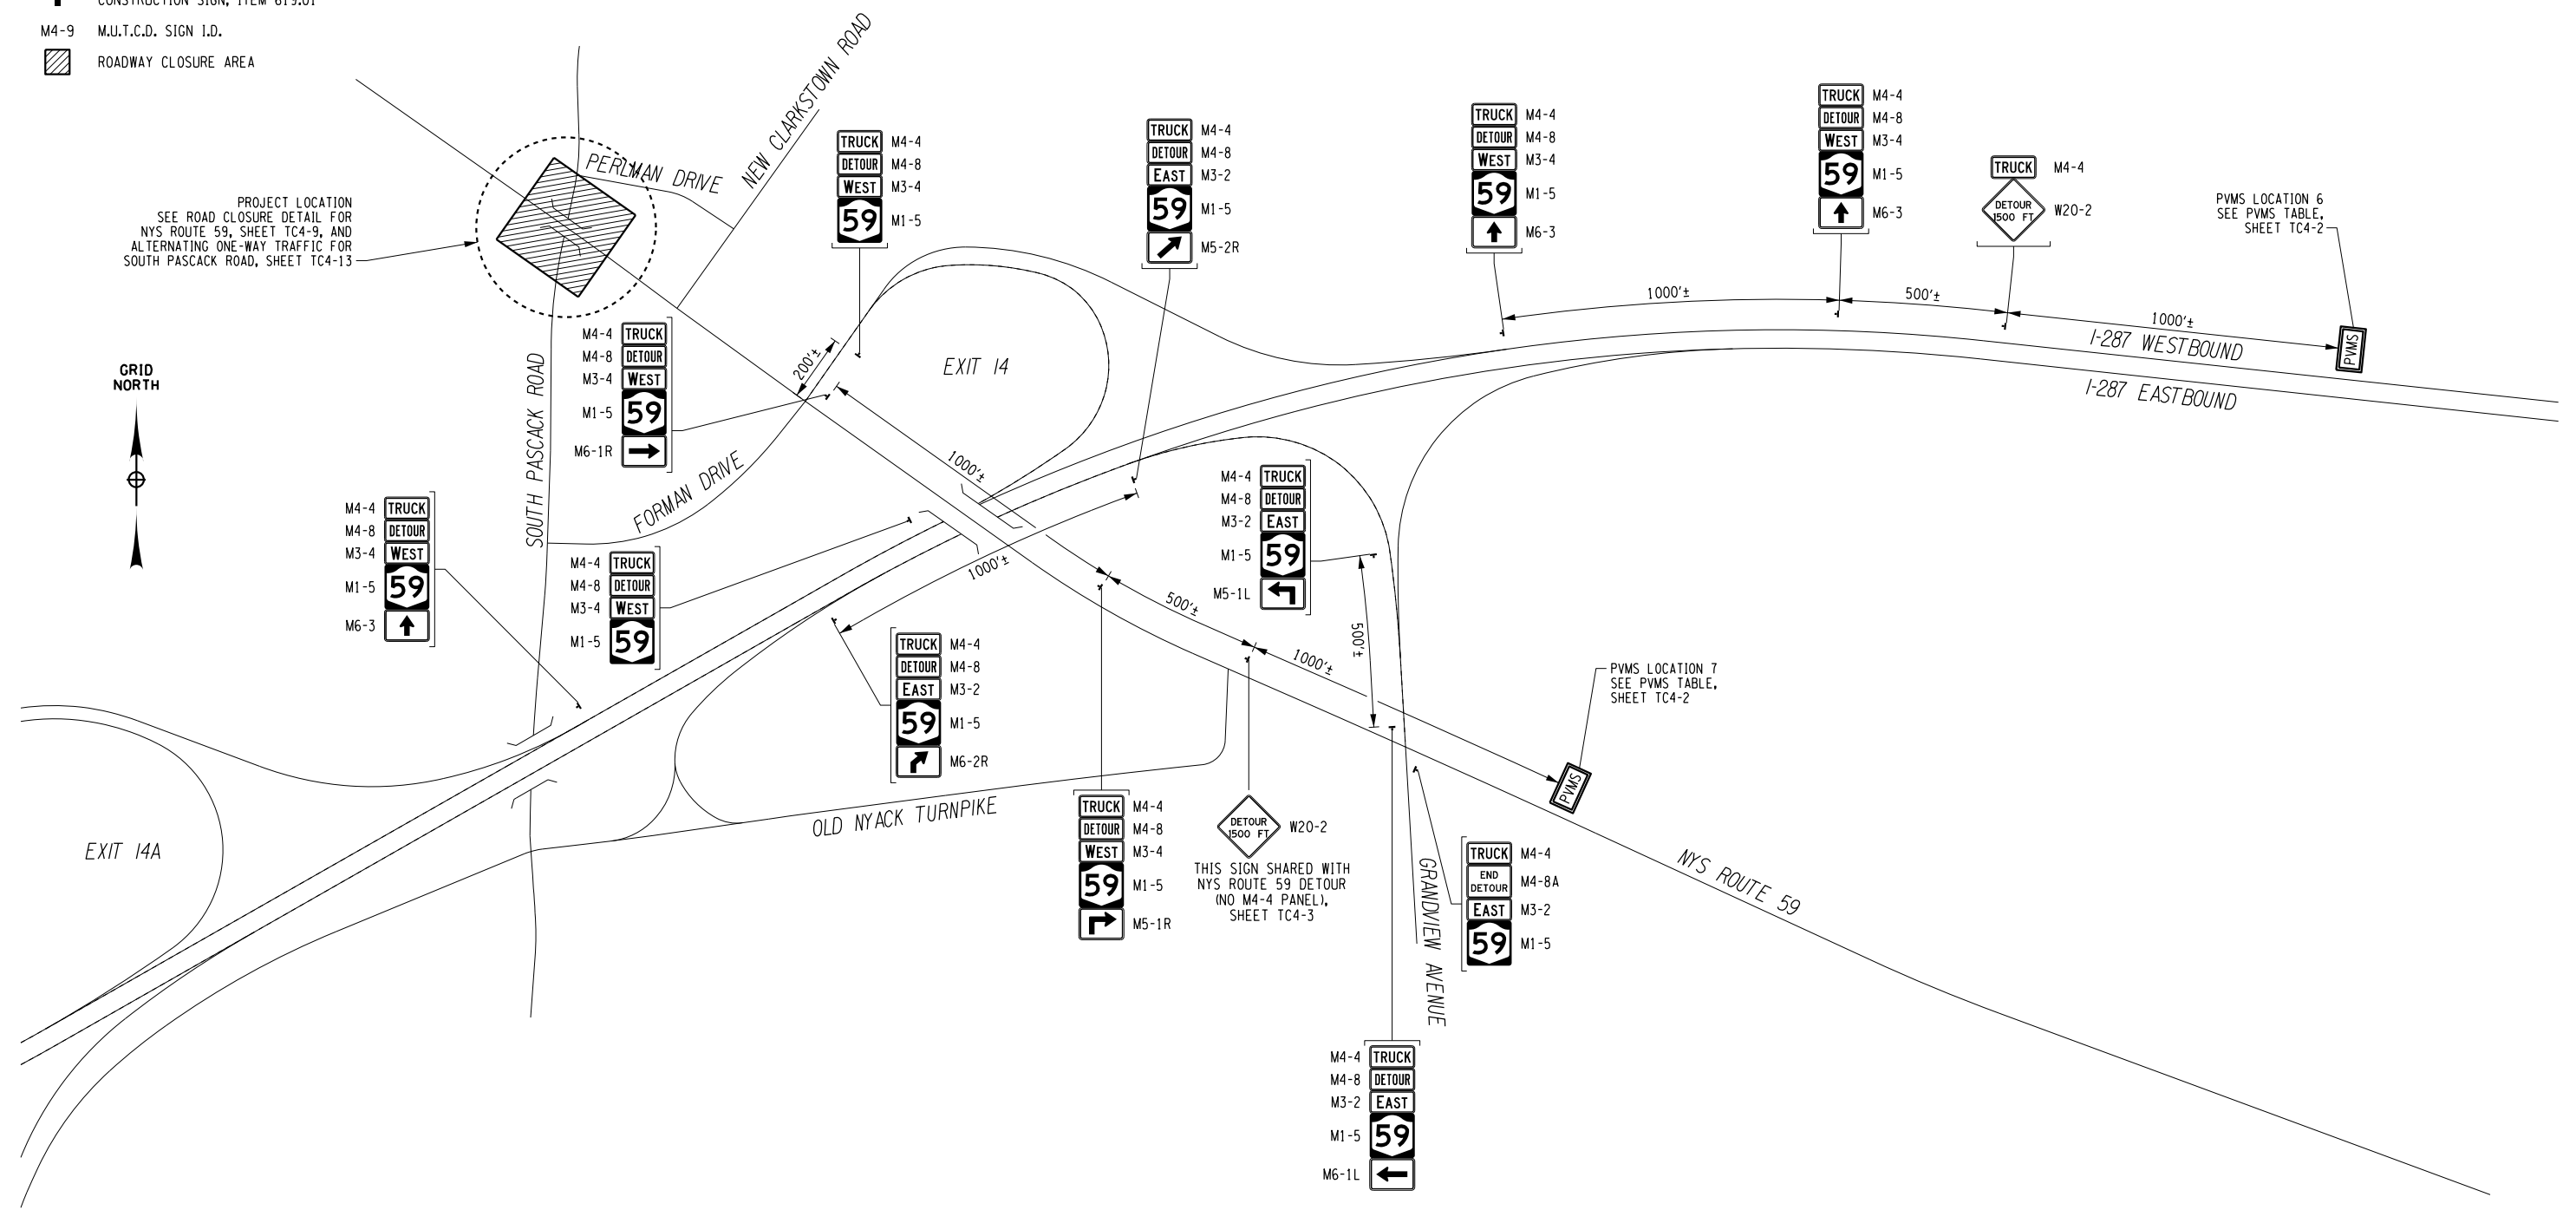 CONSTRUCTION SIGN, ITEM 619.01
M4-9 M.U.T.C.D. SIGN I.D.
ROADWAY CLOSURE AREA
PROJECT LOCATION
SEE ROAD CLOSURE DETAIL FOR
NYS ROUTE 59, SHEET TC4-9, AND
ALTERNATING ONE-WAY TRAFFIC FOR
SOUTH PASCACK ROAD, SHEET TC4-13
GRID
NORTH
PERLMAN DRIVE
NEW CLARKSTOWN ROAD
TRUCK M4-4
DETOUR M4-8
WEST M3-4
59 M1-5
TRUCK M4-4
DETOUR M4-8
EAST M3-2
59 M1-5
M5-2R
TRUCK M4-4
DETOUR M4-8
WEST M3-4
59 M1-5
M6-3
TRUCK M4-4
DETOUR M4-8
WEST M3-4
59 M1-5
M6-3
TRUCK M4-4
DETOUR
1500 FT
W20-2
PVMS LOCATION 6
SEE PVMS TABLE,
SHEET TC4-2
1000'±
500'±
1000'±
PVMS
I-287 WESTBOUND
I-287 EASTBOUND
M4-4 TRUCK
M4-8 DETOUR
M3-4 WEST
M1-5 59
M6-1R
200'±
EXIT 14
SOUTH PASCACK ROAD
FORMAN DRIVE
1000'±
M4-4 TRUCK
M4-8 DETOUR
M3-4 WEST
M1-5 59
M6-3
M4-4 TRUCK
M4-8 DETOUR
M3-4 WEST
M1-5 59
1000'±
M4-4 TRUCK
M4-8 DETOUR
M3-2 EAST
M1-5 59
M5-1L
500'±
500'±
1000'±
TRUCK M4-4
DETOUR M4-8
EAST M3-2
59 M1-5
M6-2R
PVMS LOCATION 7
SEE PVMS TABLE,
SHEET TC4-2
PVMS
EXIT 14A
OLD NYACK TURNPIKE
TRUCK M4-4
DETOUR M4-8
WEST M3-4
59 M1-5
M5-1R
DETOUR
1500 FT
W20-2
THIS SIGN SHARED WITH
NYS ROUTE 59 DETOUR
(NO M4-4 PANEL),
SHEET TC4-3
GRANDVIEW AVENUE
TRUCK M4-4
END
DETOUR
M4-8A
EAST M3-2
59 M1-5
NYS ROUTE 59
M4-4 TRUCK
M4-8 DETOUR
M3-2 EAST
M1-5 59
M6-1L